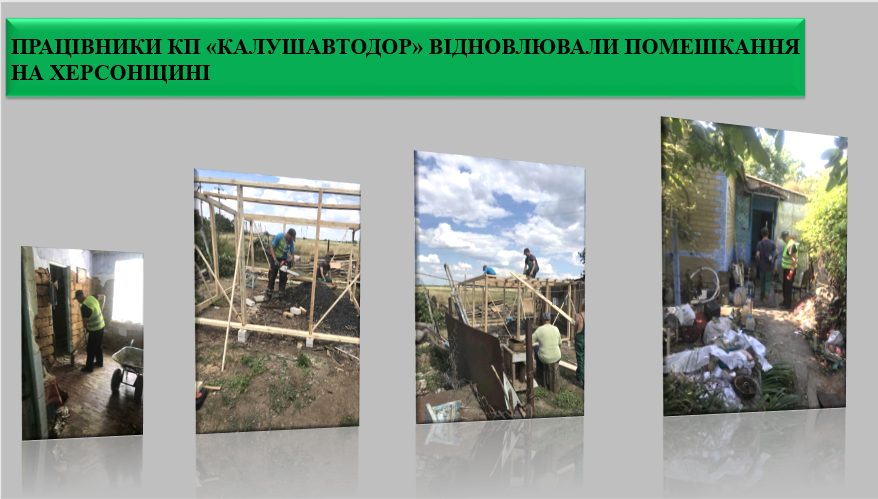 ПРАЦІВНИКИ КП «КАЛУШАВТОДОР» ВІДНОВЛЮВАЛИ ПОМЕШКАННЯ
НА ХЕРСОНЩИНІ